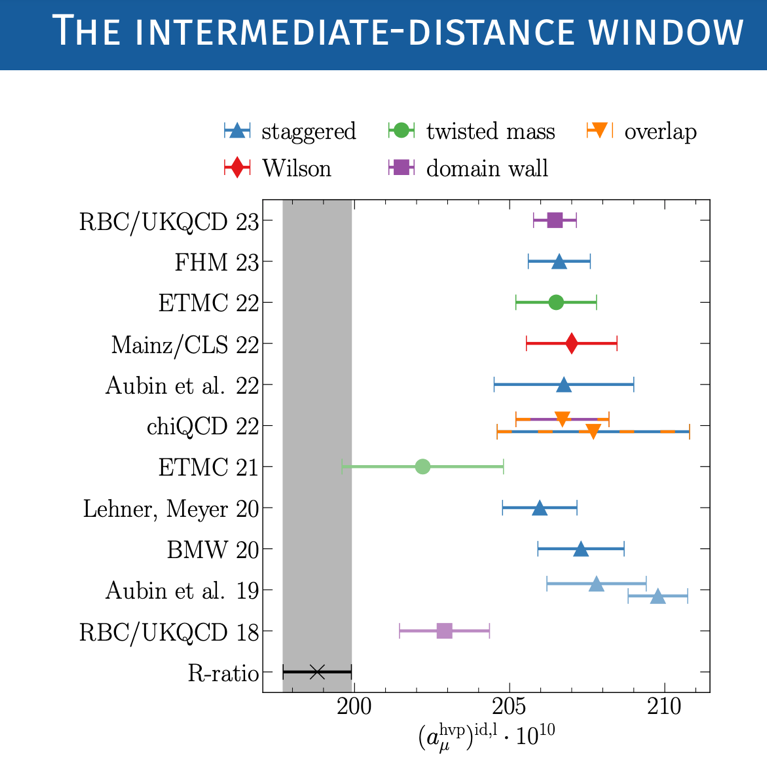 The intermediate-distance window
staggered twisted mass overlap
Wilson domain wall
RBC/UKQCD 23
FHM 23
ETMC 22
Mainz/CLS 22
Aubin et al. 22
chiQCD 22
ETMC 21
Lehner, Meyer 20
BMW 20
Aubin et al. 19
RBC/UKQCD 18
R-ratio
200 205 210
(a_μ^hvp)^id,l · 10^10